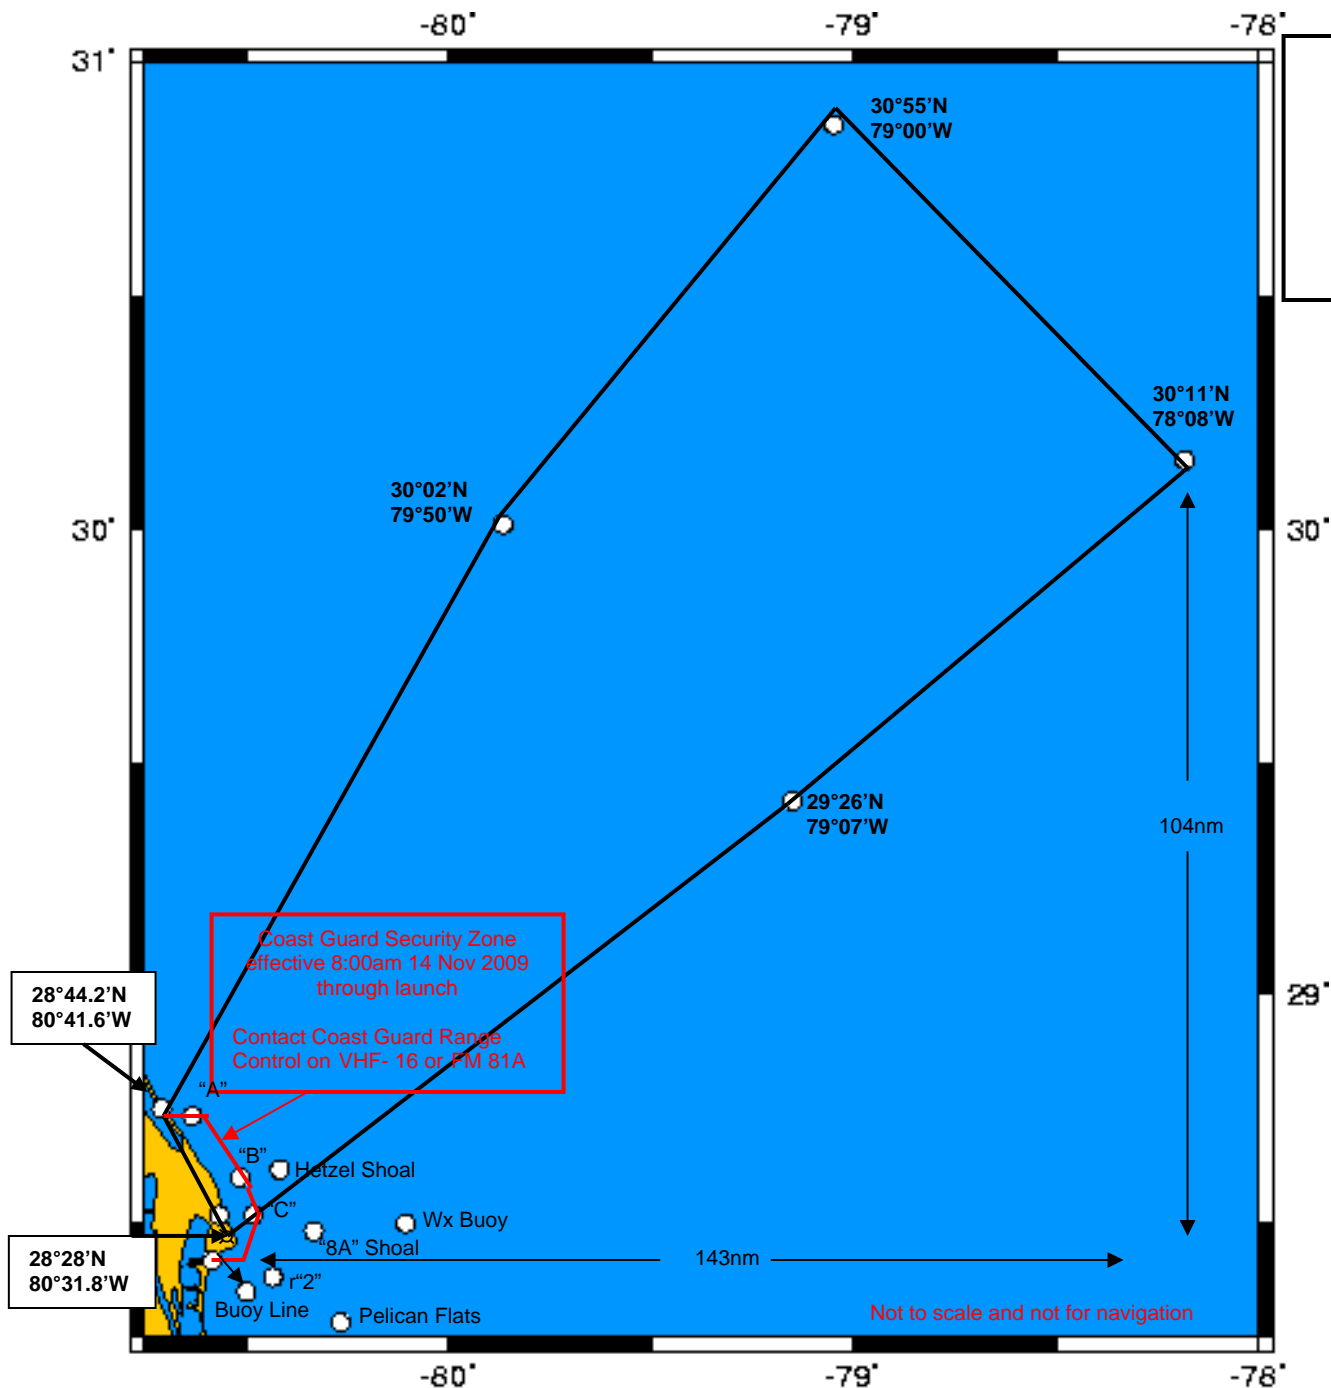 -80° -79° -78°
31°
30°55’N
79°00’W
30°11’N
78°08’W
30°02’N
79°50’W
30° 30°
29°26’N
79°07’W
104nm
Coast Guard Security Zone
effective 8:00am 14 Nov 2009
through launch
Contact Coast Guard Range
Control on VHF- 16 or FM 81A
29°
28°44.2’N
80°41.6’W
“A”
“B”
Hetzel Shoal
“C”
Wx Buoy
“8A” Shoal
28°28’N
80°31.8’W
143nm
r“2”
Buoy Line
Pelican Flats
Not to scale and not for navigation
-80° -79° -78°